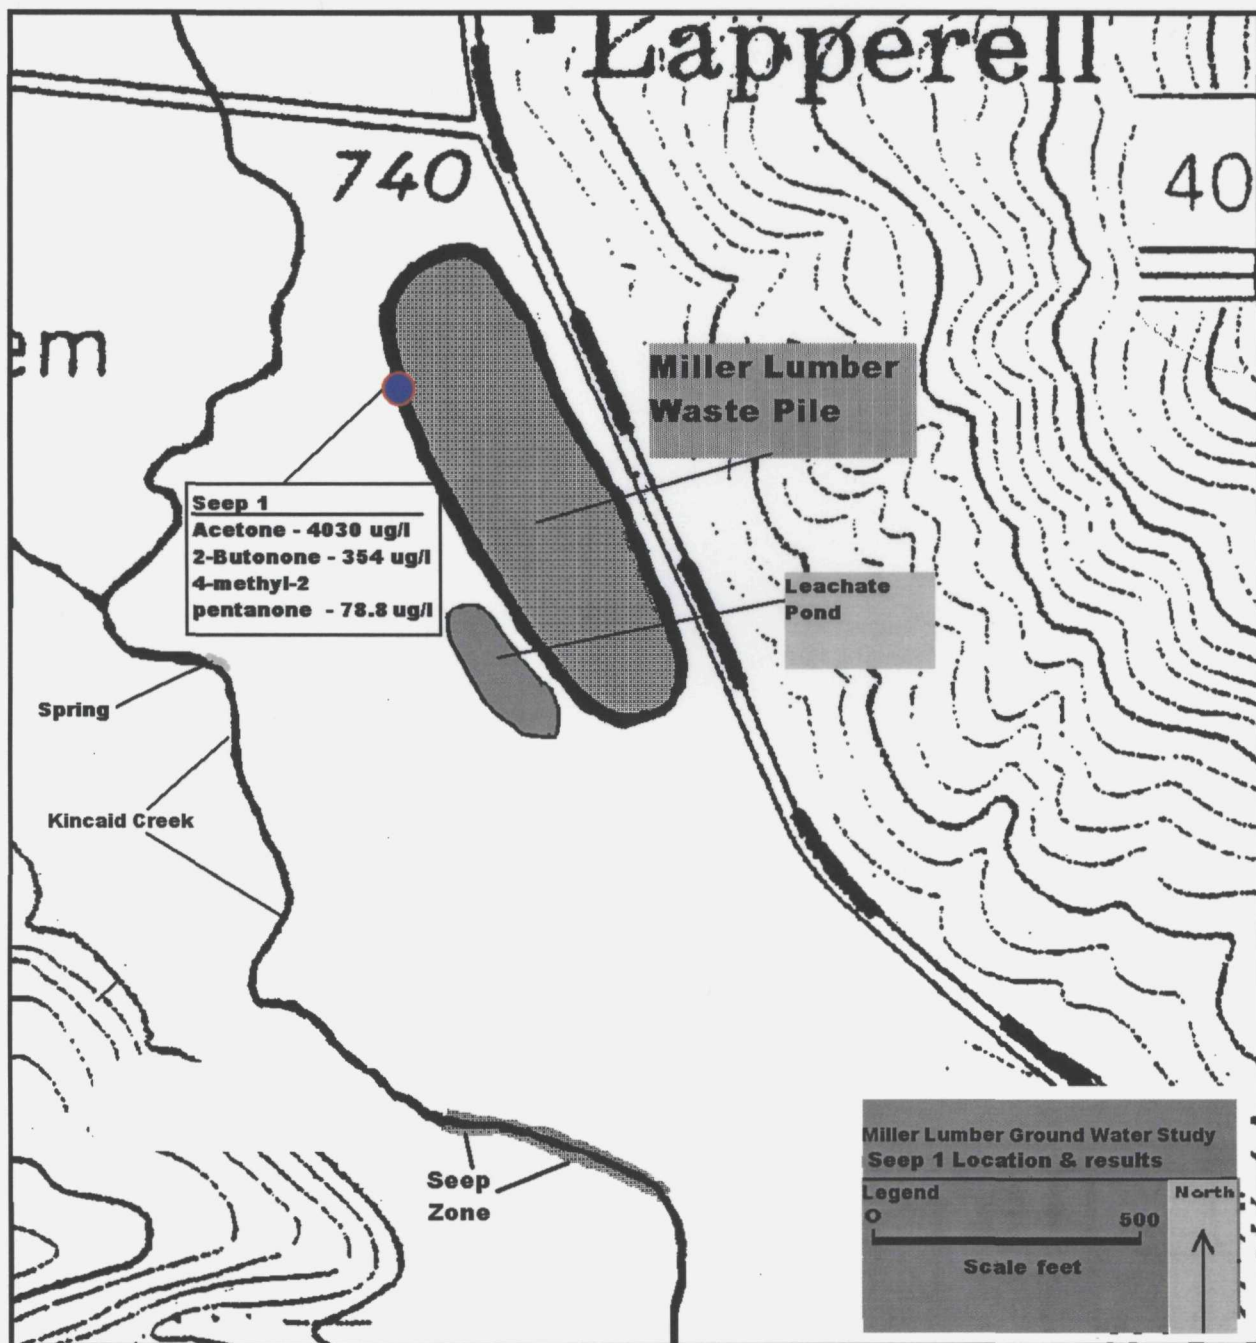 Lapperell
740
40
em
Miller Lumber
Waste Pile
Seep 1
Acetone - 4030 ug/l
2-Butonone - 354 ug/l
4-methyl-2
pentanone - 78.8 ug/l
Leachate
Pond
Spring
Kincaid Creek
Seep
Zone
Miller Lumber Ground Water Study
Seep 1 Location & results
Legend
North
0
500
Scale feet